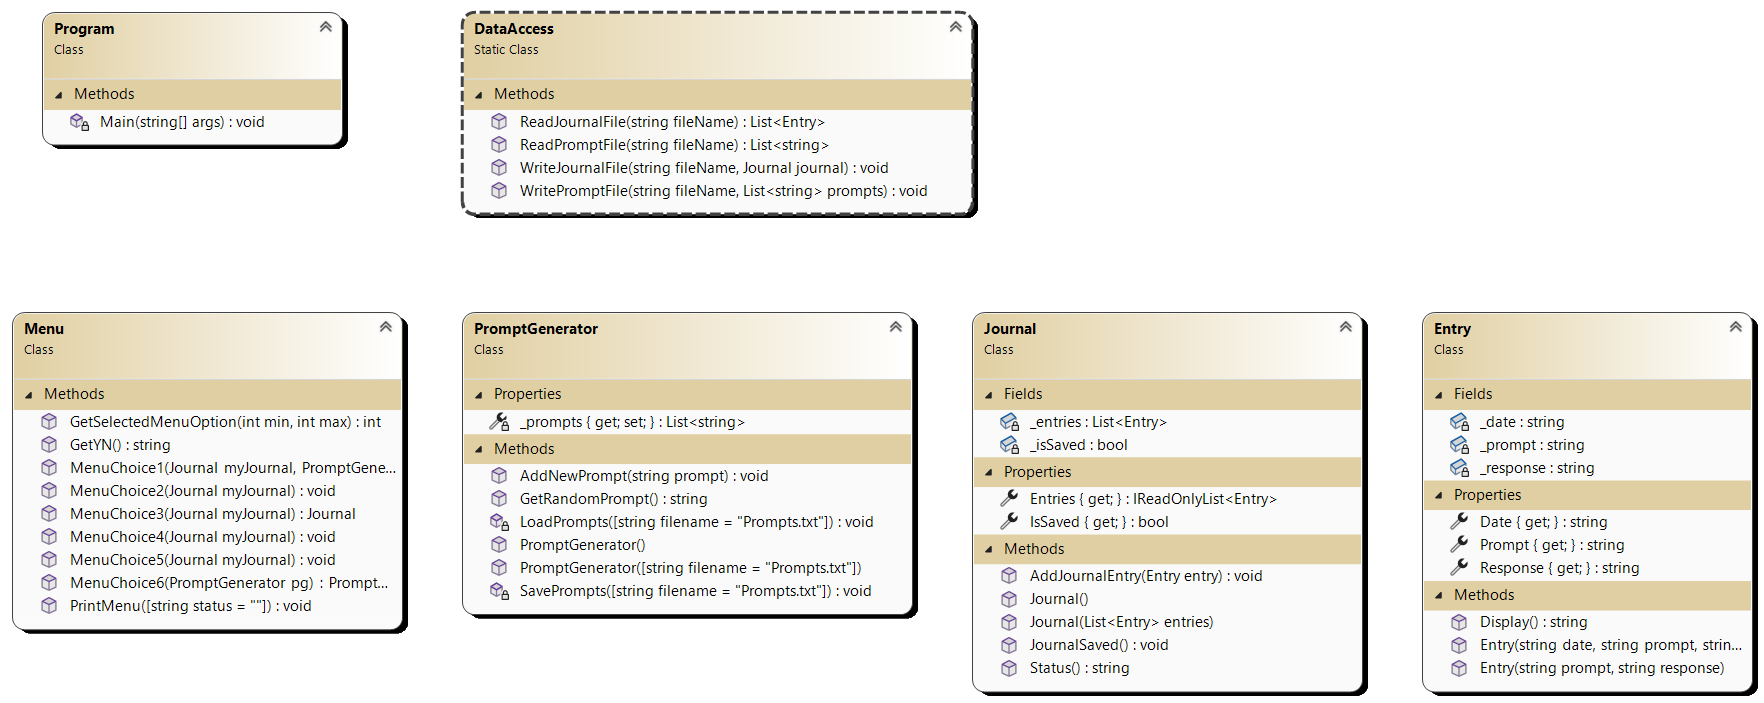 Program
Class
Methods
Main(string[] args) : void
DataAccess
Static Class
Methods
ReadJournalFile(string fileName) : List<Entry>
ReadPromptFile(string fileName) : List<string>
WriteJournalFile(string fileName, Journal journal) : void
WritePromptFile(string fileName, List<string> prompts) : void
Menu
Class
Methods
GetSelectedMenuOption(int min, int max) : int
GetYN() : string
MenuChoice1(Journal myJournal, PromptGene...
MenuChoice2(Journal myJournal) : void
MenuChoice3(Journal myJournal) : Journal
MenuChoice4(Journal myJournal) : void
MenuChoice5(Journal myJournal) : void
MenuChoice6(PromptGenerator pg) : Prompt...
PrintMenu([string status = ""]) : void
PromptGenerator
Class
Properties
_prompts { get; set; } : List<string>
Methods
AddNewPrompt(string prompt) : void
GetRandomPrompt() : string
LoadPrompts([string filename = "Prompts.txt"]) : void
PromptGenerator()
PromptGenerator([string filename = "Prompts.txt"])
SavePrompts([string filename = "Prompts.txt"]) : void
Journal
Class
Fields
_entries : List<Entry>
_isSaved : bool
Properties
Entries { get; } : IReadOnlyList<Entry>
IsSaved { get; } : bool
Methods
AddJournalEntry(Entry entry) : void
Journal()
Journal(List<Entry> entries)
JournalSaved() : void
Status() : string
Entry
Class
Fields
_date : string
_prompt : string
_response : string
Properties
Date { get; } : string
Prompt { get; } : string
Response { get; } : string
Methods
Display() : string
Entry(string date, string prompt, strin...
Entry(string prompt, string response)